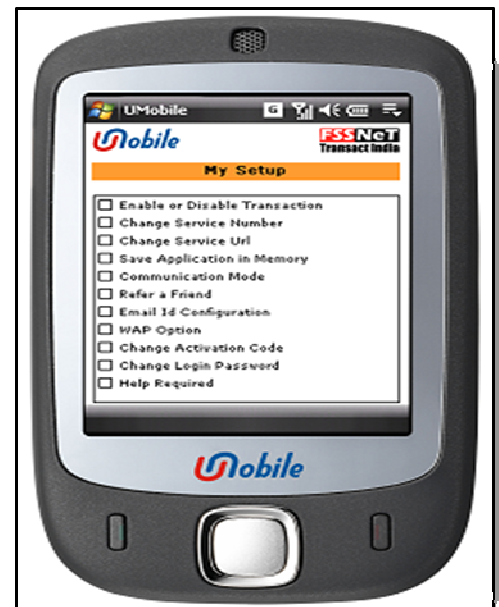 UMobile
G
UMobile
FSSNeT
Transact India
My Setup
Enable or Disable Transaction
Change Service Number
Change Service Url
Save Application in Memory
Communication Mode
Refer a Friend
Email Id Configuration
WAP Option
Change Activation Code
Change Login Password
Help Required
UMobile